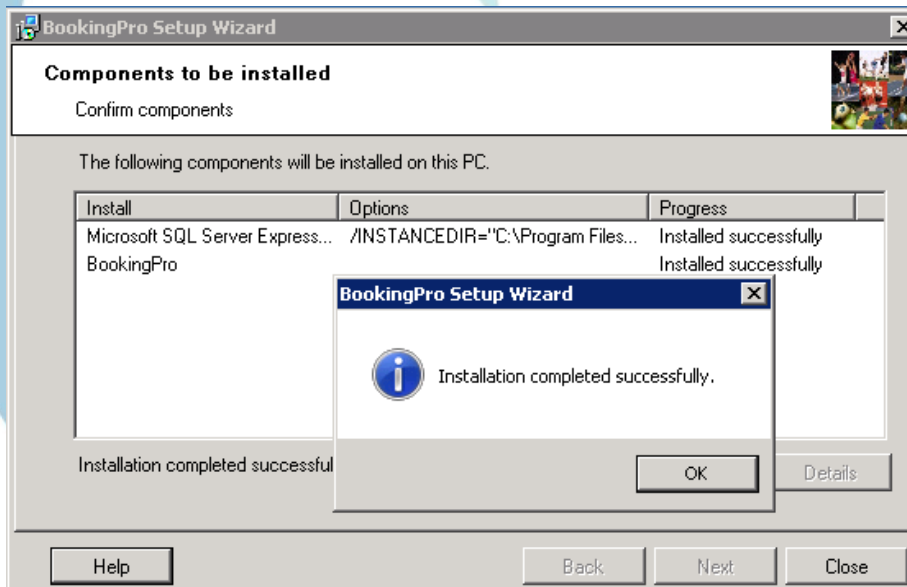 BookingPro Setup Wizard
Components to be installed
Confirm components
The following components will be installed on this PC.
Install Options Progress
Microsoft SQL Server Express... /INSTANCEDIR="C:\Program Files... Installed successfully
BookingPro Installed successfully
BookingPro Setup Wizard
Installation completed successfully.
OK
Installation completed successful
Details
Help Back Next Close